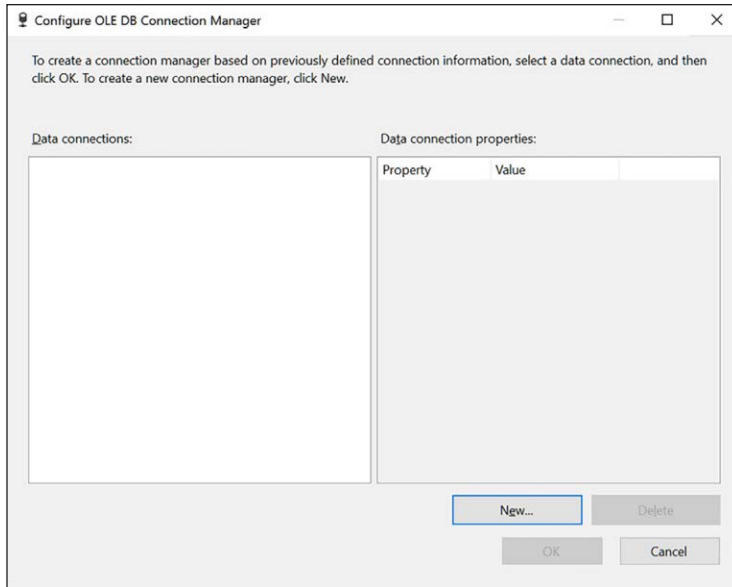 Configure OLE DB Connection Manager
To create a connection manager based on previously defined connection information, select a data connection, and then
click OK. To create a new connection manager, click New.
Data connections:
Data connection properties:
Property Value
New... Delete
OK Cancel